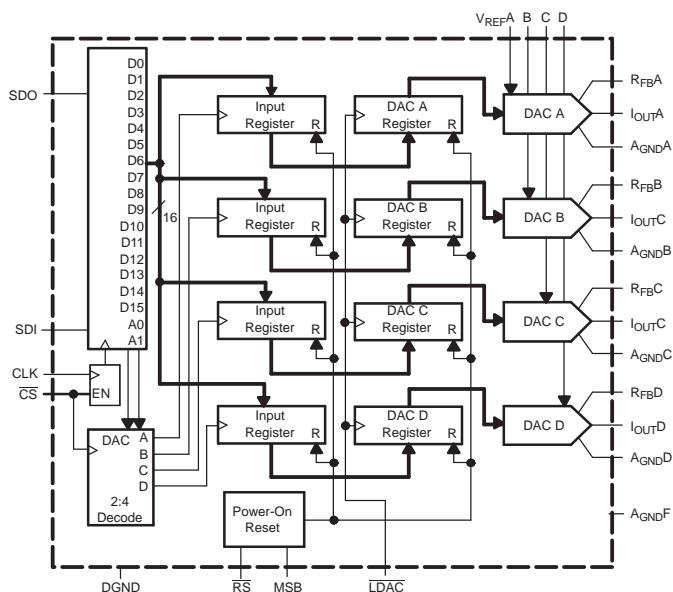 VREFA B C D
SDO
D0
D1
D2
D3
D4
D5
D6
D7
D8
D9
D10
D11
D12
D13
D14
D15
A0
A1
16
SDI
CLK
CS
EN
DAC A
B
C
D
2:4
Decode
Input
Register R
Input
Register R
Input
Register R
Input
Register R
DAC A
Register R
DAC B
Register R
DAC C
Register R
DAC D
Register R
DAC A
DAC B
DAC C
DAC D
RFBA
IOUTA
AGNDA
RFBB
IOUTC
AGNDB
RFBC
IOUTC
AGNDC
RFBD
IOUTD
AGNDD
AGNDF
Power-On
Reset
DGND
RS
MSB
LDAC